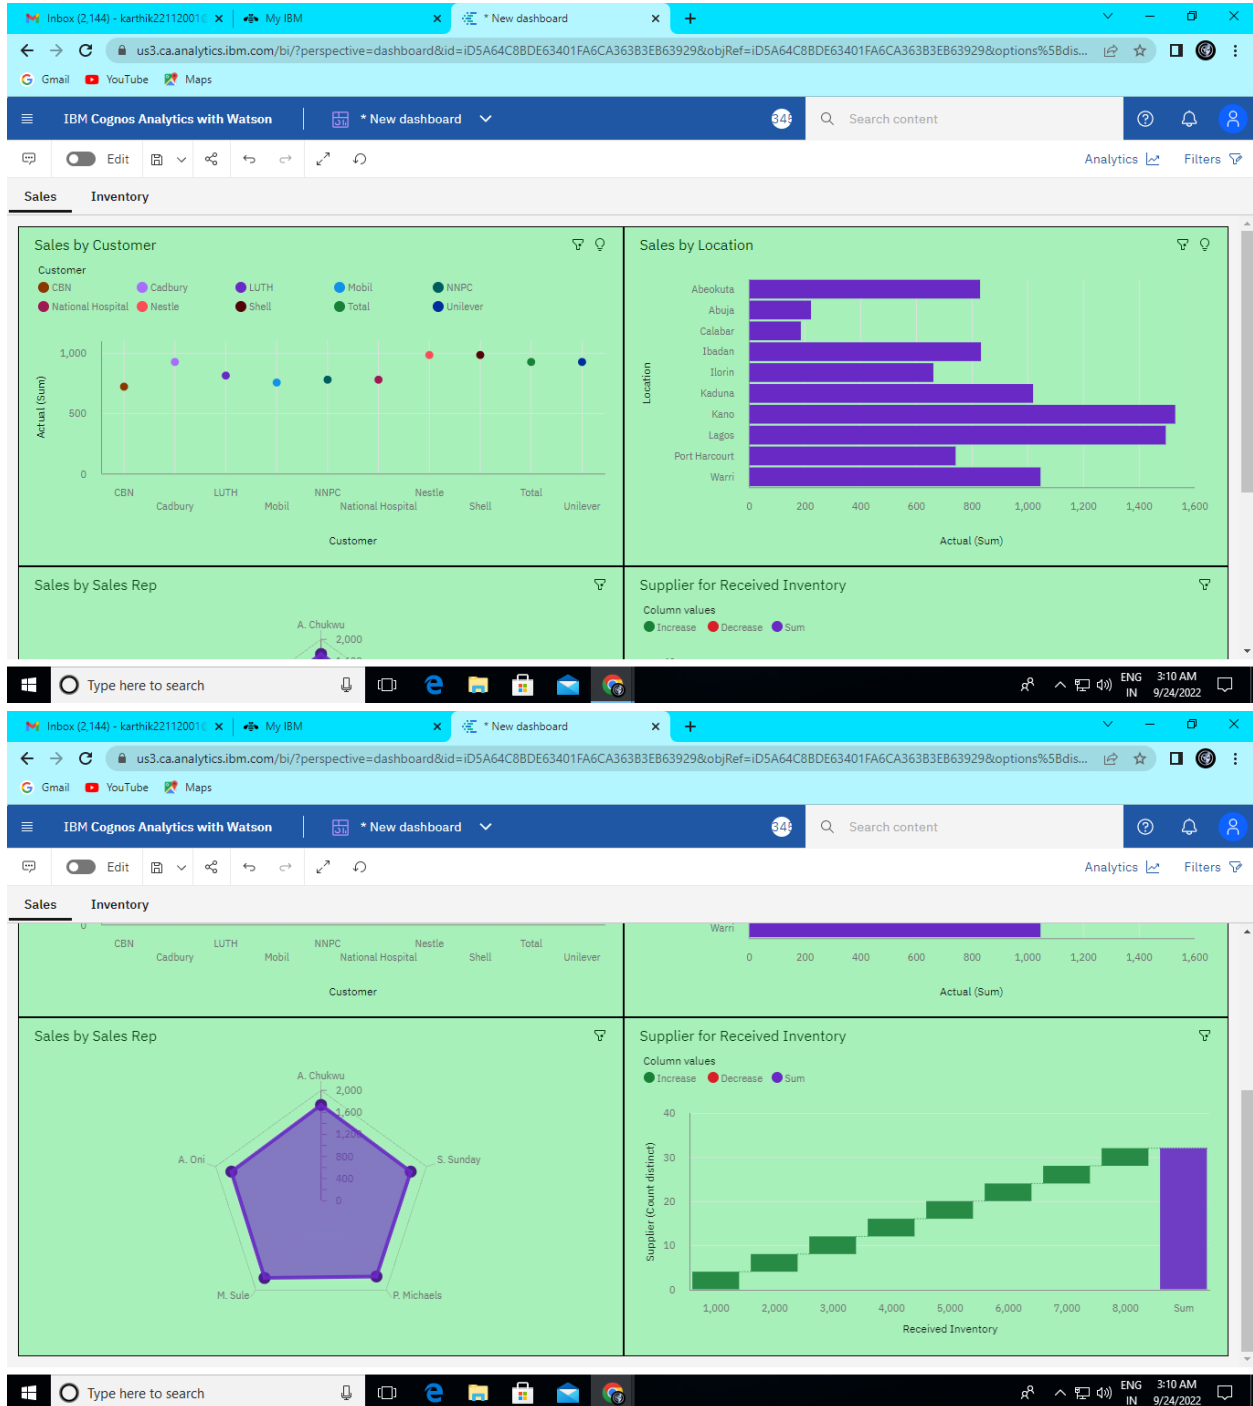 Inbox (2,144) - karthik22112001@
My IBM
* New dashboard
us3.ca.analytics.ibm.com/bi/?perspective=dashboard&id=iD5A64C8BDE63401FA6CA363B3EB63929&objRef=iD5A64C8BDE63401FA6CA363B3EB63929&options%5Bdis...
Gmail YouTube Maps
IBM Cognos Analytics with Watson
* New dashboard
Search content
Edit
Analytics Filters
Sales Inventory
Sales by Customer
Customer
CBN Cadbury LUTH Mobil NNPC
National Hospital Nestle Shell Total Unilever
1,000
500
0
Actual (Sum)
CBN LUTH NNPC Nestle Total
Cadbury Mobil National Hospital Shell Unilever
Customer
Sales by Location
Location
Abeokuta
Abuja
Calabar
Ibadan
Ilorin
Kaduna
Kano
Lagos
Port Harcourt
Warri
0 200 400 600 800 1,000 1,200 1,400 1,600
Actual (Sum)
Sales by Sales Rep
A. Chukwu
2,000
Supplier for Received Inventory
Column values
Increase Decrease Sum
Type here to search
ENG 3:10 AM
IN 9/24/2022
Inbox (2,144) - karthik22112001@
My IBM
* New dashboard
us3.ca.analytics.ibm.com/bi/?perspective=dashboard&id=iD5A64C8BDE63401FA6CA363B3EB63929&objRef=iD5A64C8BDE63401FA6CA363B3EB63929&options%5Bdis...
Gmail YouTube Maps
IBM Cognos Analytics with Watson
* New dashboard
Search content
Edit
Analytics Filters
Sales Inventory
0
CBN LUTH NNPC Nestle Total
Cadbury Mobil National Hospital Shell Unilever
Customer
Warri
0 200 400 600 800 1,000 1,200 1,400 1,600
Actual (Sum)
Sales by Sales Rep
A. Chukwu
2,000
1,600
1,200
800
400
0
A. Oni
S. Sunday
M. Sule
P. Michaels
Supplier for Received Inventory
Column values
Increase Decrease Sum
40
30
20
10
0
Supplier (Count distinct)
1,000 2,000 3,000 4,000 5,000 6,000 7,000 8,000 Sum
Received Inventory
Type here to search
ENG 3:10 AM
IN 9/24/2022